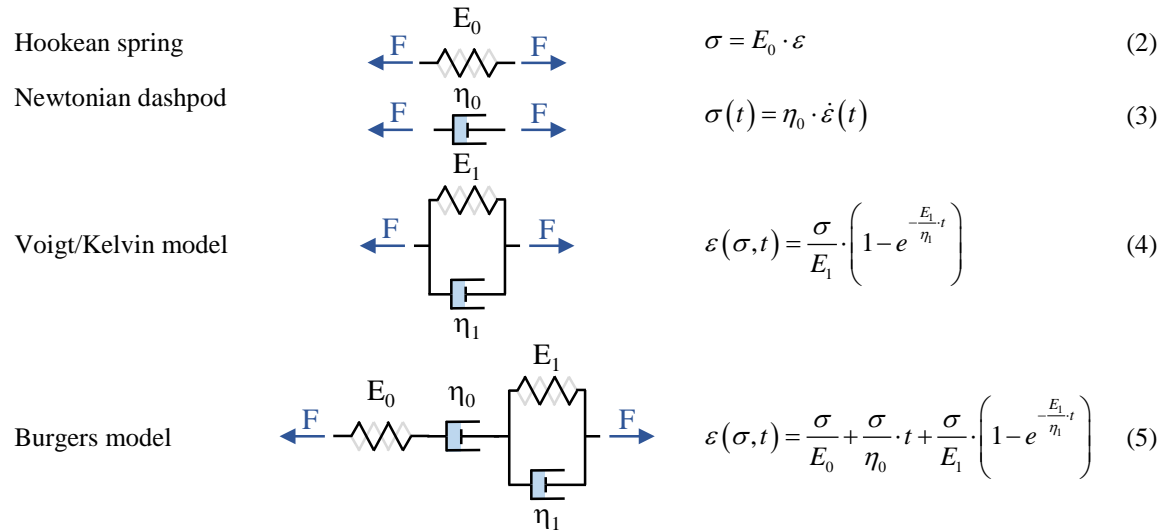 E₀
Hookean spring F F σ = E₀ · ε (2)
Newtonian dashpod η₀
F F σ(t) = η₀ · ε̇(t) (3)
E₁
Voigt/Kelvin model F F ε(σ,t) = σ/E₁ · (1 − e^(−E₁/η₁·t)) (4)
η₁
E₁
E₀ η₀
Burgers model F F ε(σ,t) = σ/E₀ + σ/η₀ · t + σ/E₁ · (1 − e^(−E₁/η₁·t)) (5)
η₁